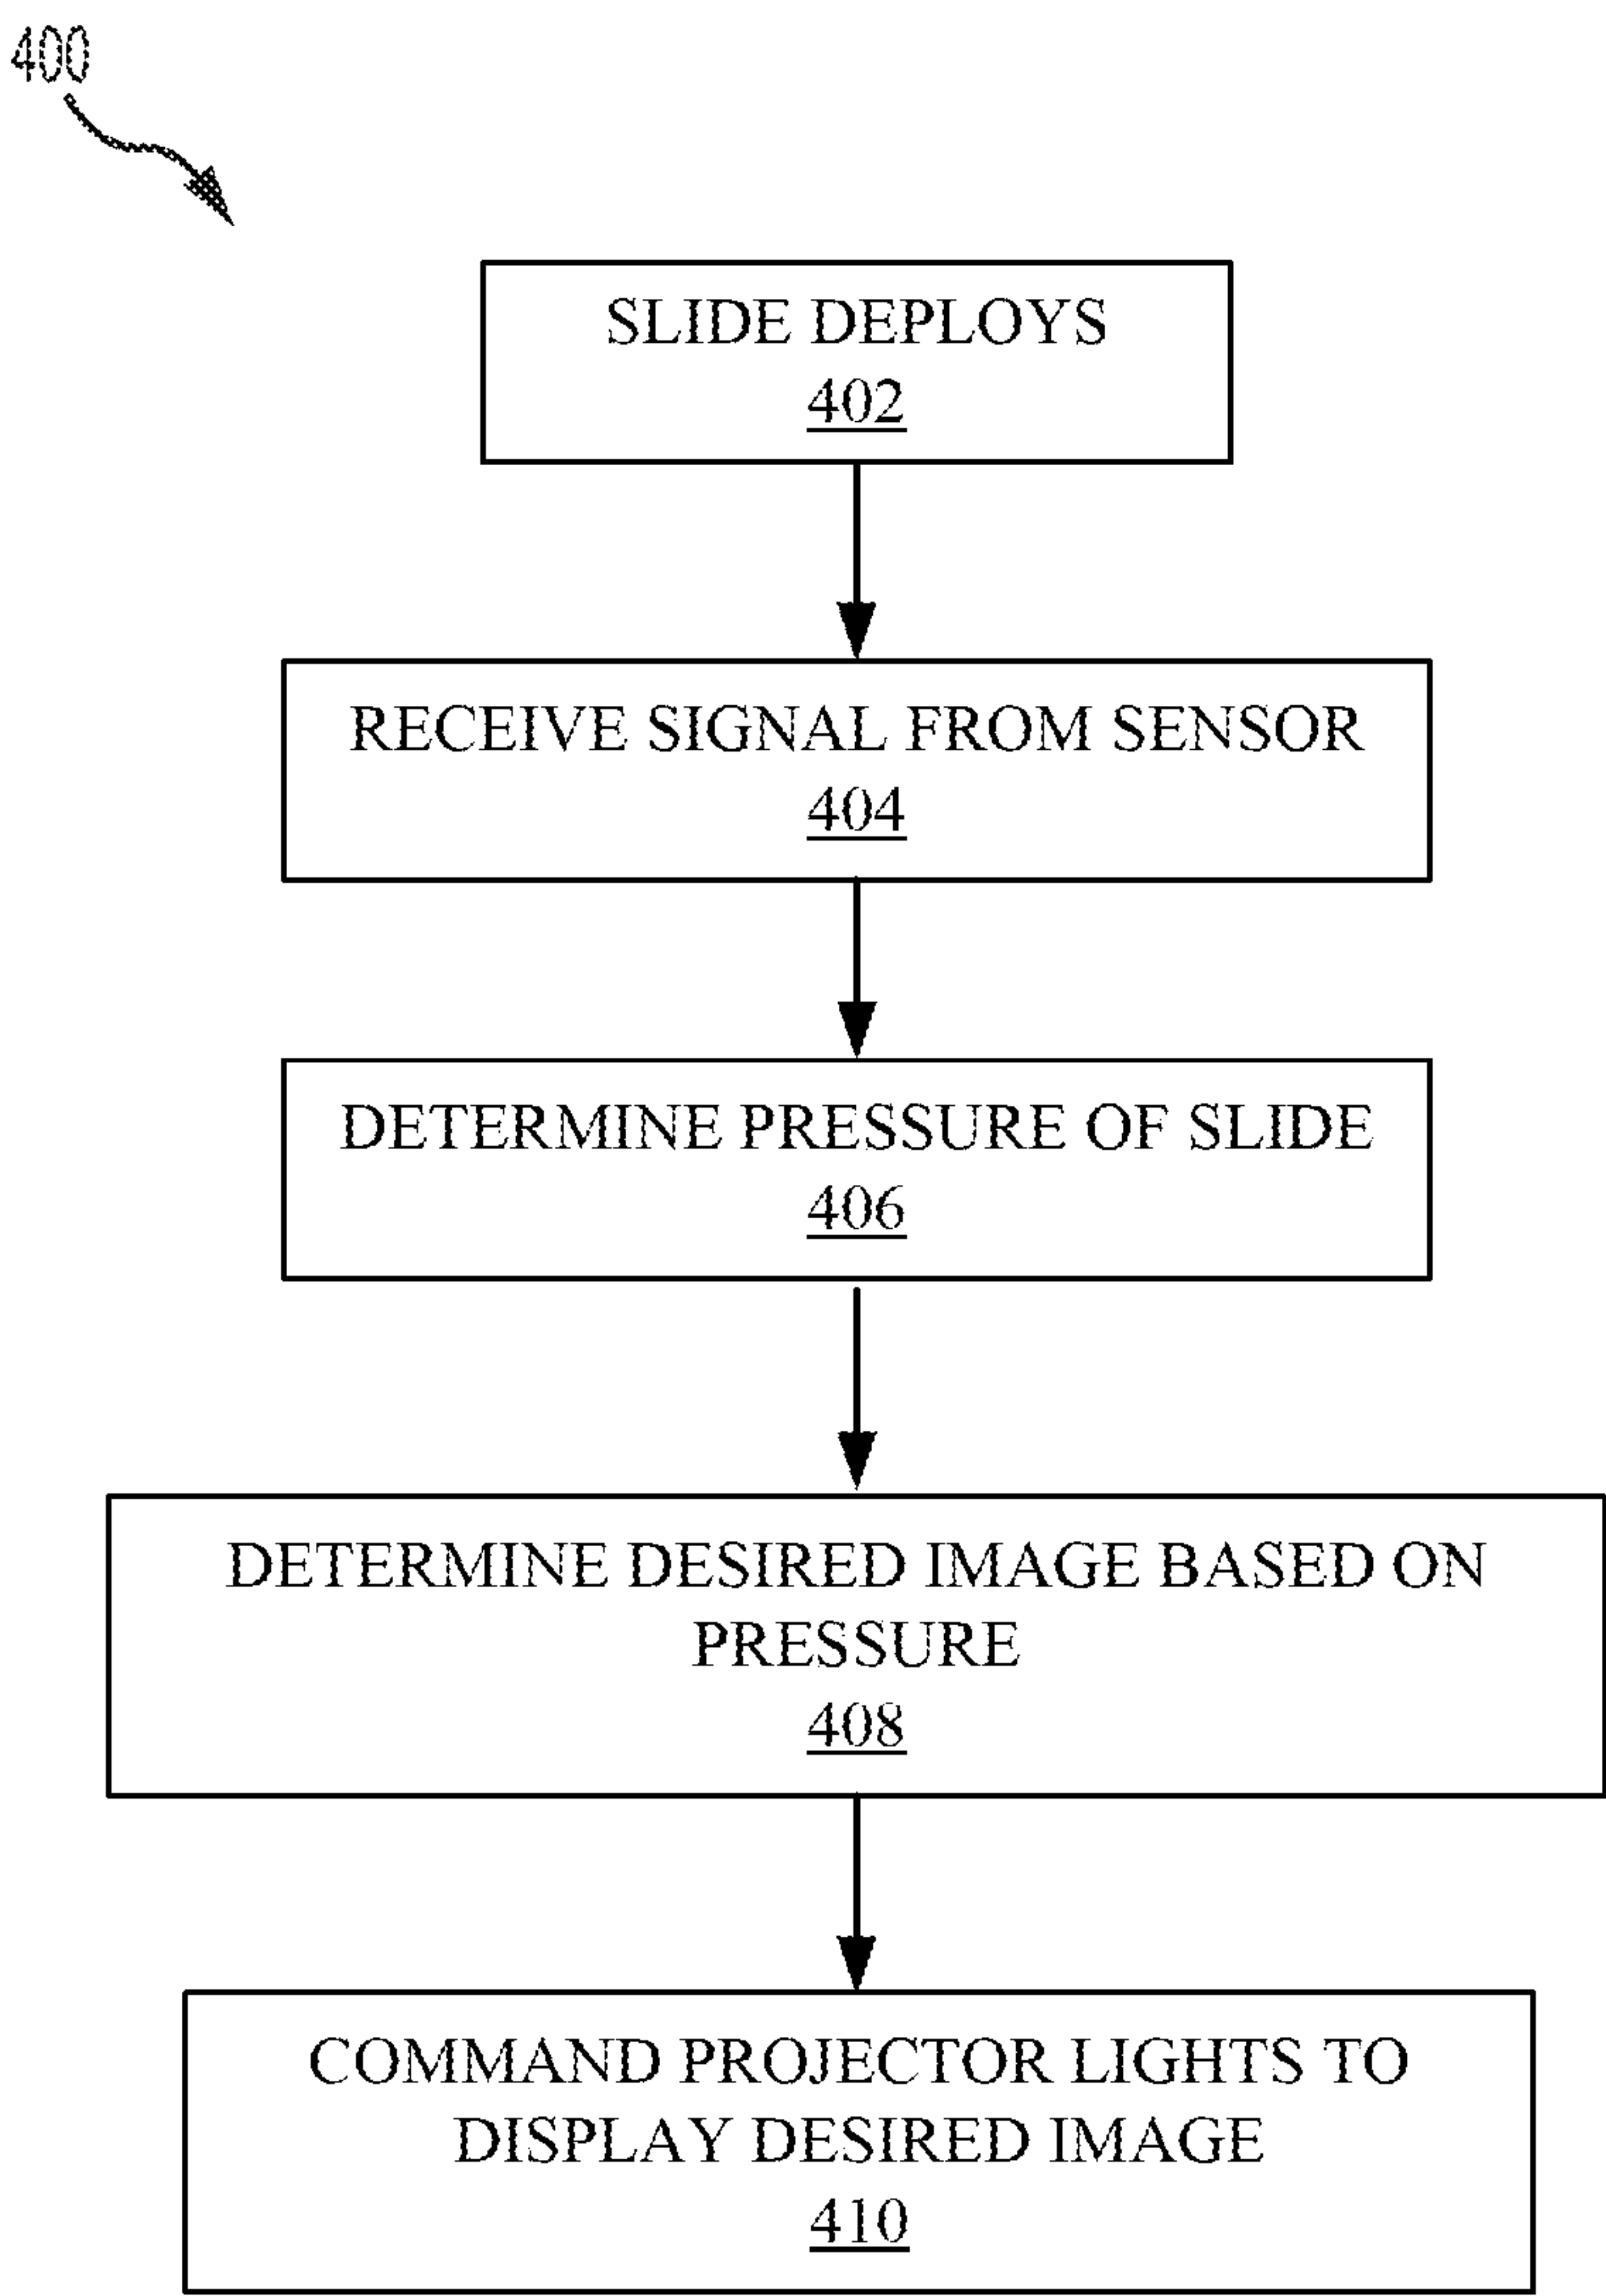 400
SLIDE DEPLOYS
402
RECEIVE SIGNAL FROM SENSOR
404
DETERMINE PRESSURE OF SLIDE
406
DETERMINE DESIRED IMAGE BASED ON
PRESSURE
408
COMMAND PROJECTOR LIGHTS TO
DISPLAY DESIRED IMAGE
410